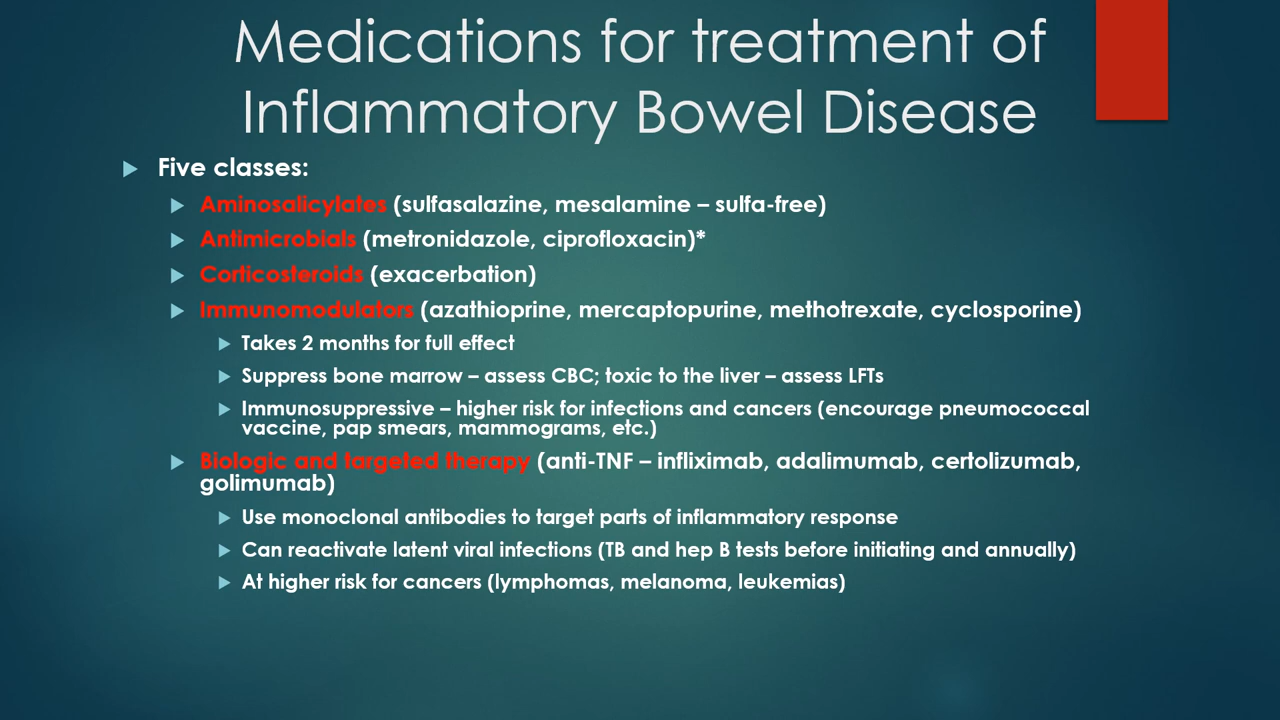 Medications for treatment of
Inflammatory Bowel Disease
Five classes:
Aminosalicylates (sulfasalazine, mesalamine – sulfa-free)
Antimicrobials (metronidazole, ciprofloxacin)*
Corticosteroids (exacerbation)
Immunomodulators (azathioprine, mercaptopurine, methotrexate, cyclosporine)
Takes 2 months for full effect
Suppress bone marrow – assess CBC; toxic to the liver – assess LFTs
Immunosuppressive – higher risk for infections and cancers (encourage pneumococcal
vaccine, pap smears, mammograms, etc.)
Biologic and targeted therapy (anti-TNF – infliximab, adalimumab, certolizumab,
golimumab)
Use monoclonal antibodies to target parts of inflammatory response
Can reactivate latent viral infections (TB and hep B tests before initiating and annually)
At higher risk for cancers (lymphomas, melanoma, leukemias)